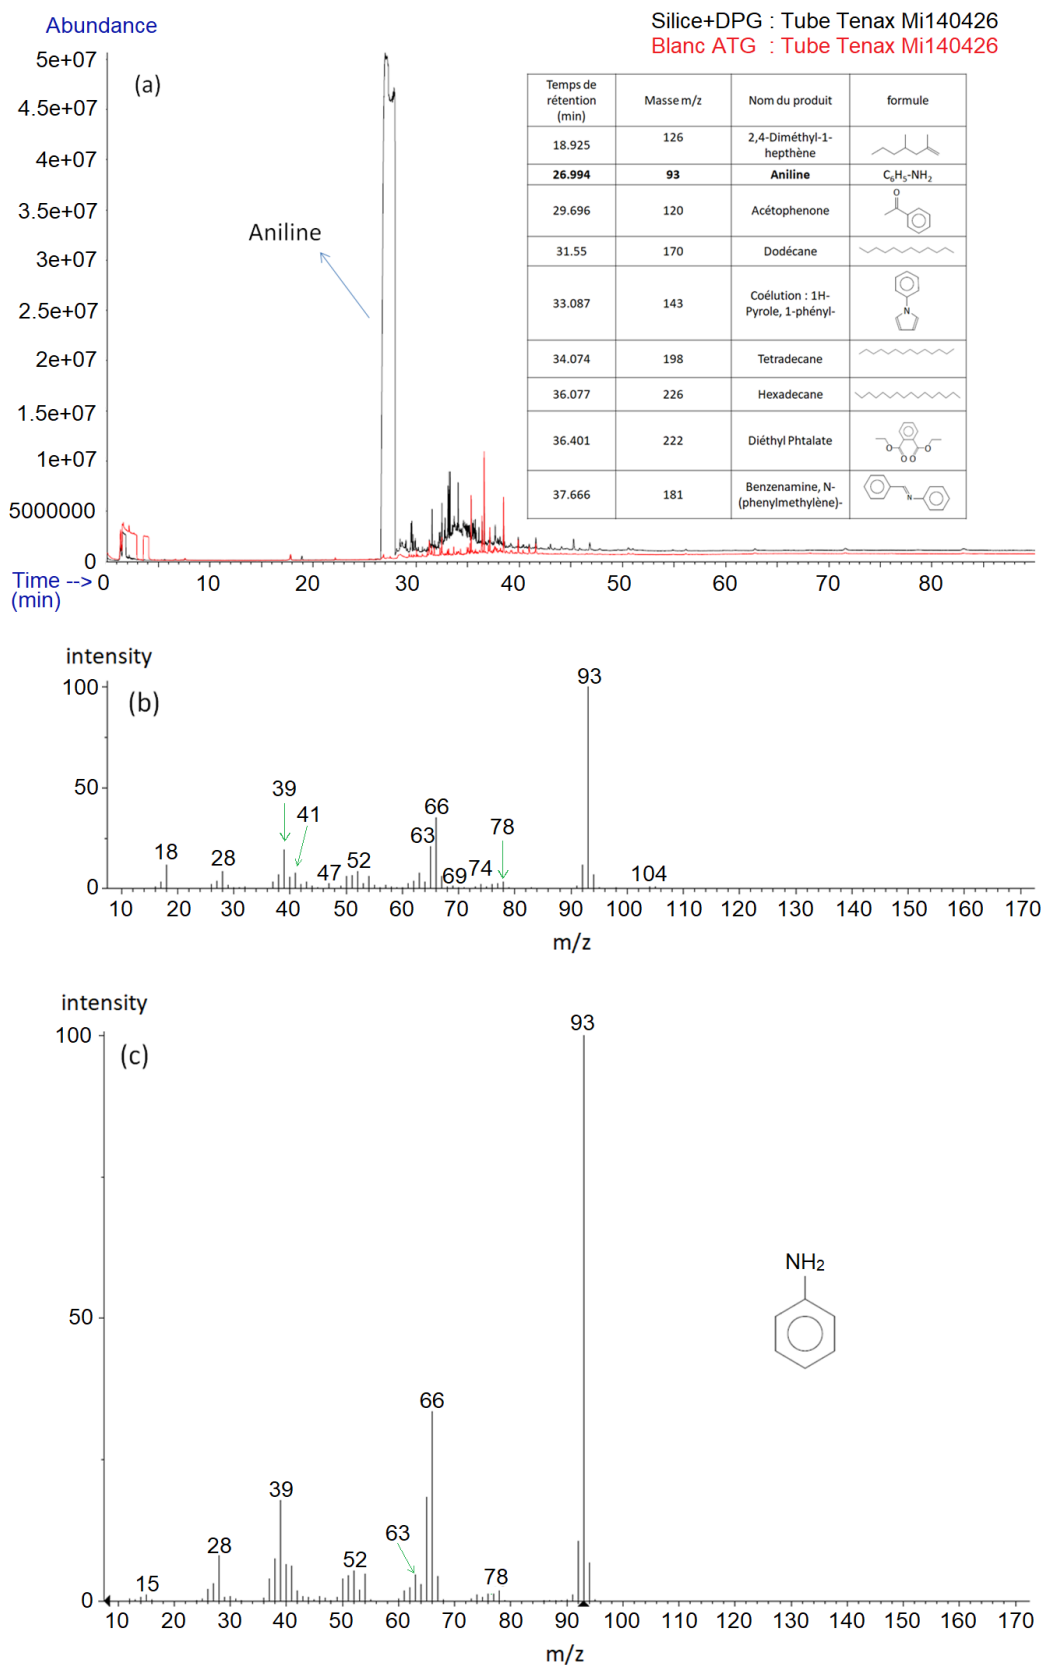 Abundance
Silice+DPG : Tube Tenax Mi140426
Blanc ATG : Tube Tenax Mi140426
(a)
5e+07
4.5e+07
4e+07
3.5e+07
3e+07
2.5e+07
2e+07
1.5e+07
1e+07
5000000
0
Aniline
Temps de rétention (min) Masse m/z Nom du produit formule
18.925 126 2,4-Diméthyl-1-hepthène
26.994 93 Aniline C6H5-NH2
29.696 120 Acétophenone O
31.55 170 Dodécane
33.087 143 Coélution : 1H-Pyrole, 1-phényl- N
34.074 198 Tetradecane
36.077 226 Hexadecane
36.401 222 Diéthyl Phtalate O O O O
37.666 181 Benzenamine, N-(phenylmethylène)- N
Time --> 0 10 20 30 40 50 60 70 80
(min)
intensity
(b)
100
50
0
18 28 39 41 47 52 63 66 69 74 78 93 104
10 20 30 40 50 60 70 80 90 100 110 120 130 140 150 160 170
m/z
intensity
(c)
100
50
0
15 28 39 52 63 66 78 93
NH2
10 20 30 40 50 60 70 80 90 100 110 120 130 140 150 160 170
m/z